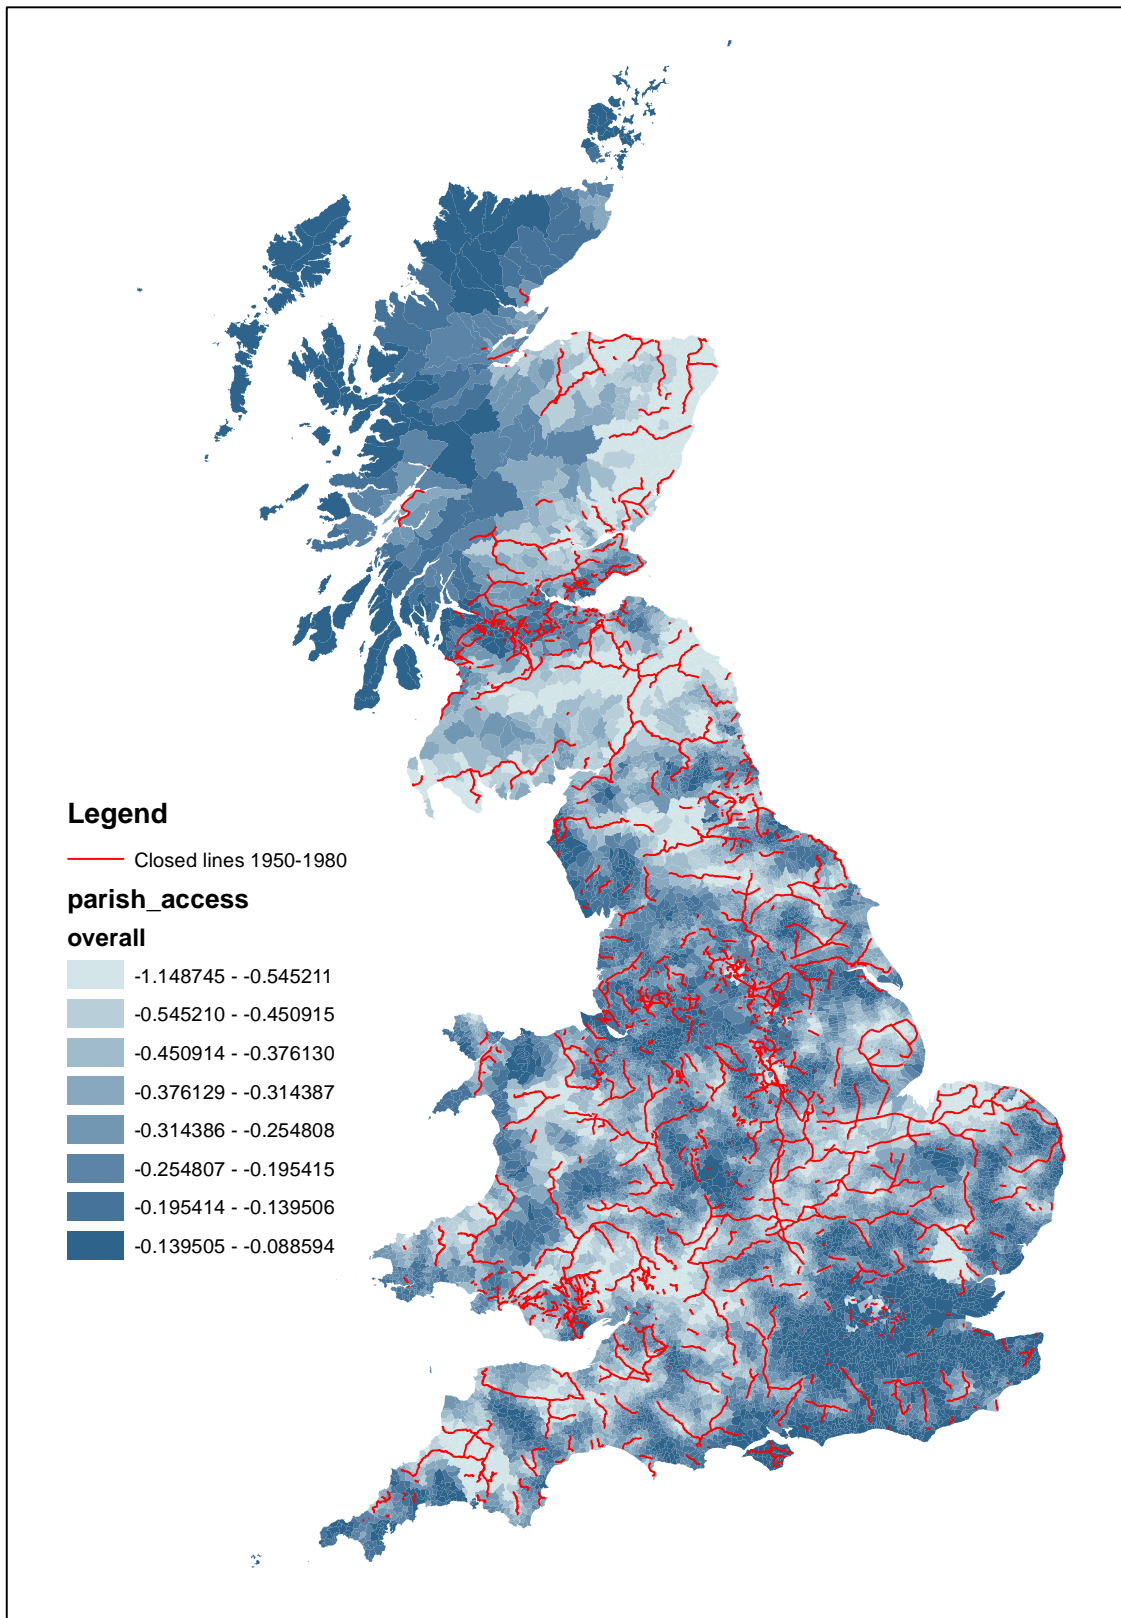 Legend
Closed lines 1950-1980
parish_access
overall
-1.148745 - -0.545211
-0.545210 - -0.450915
-0.450914 - -0.376130
-0.376129 - -0.314387
-0.314386 - -0.254808
-0.254807 - -0.195415
-0.195414 - -0.139506
-0.139505 - -0.088594